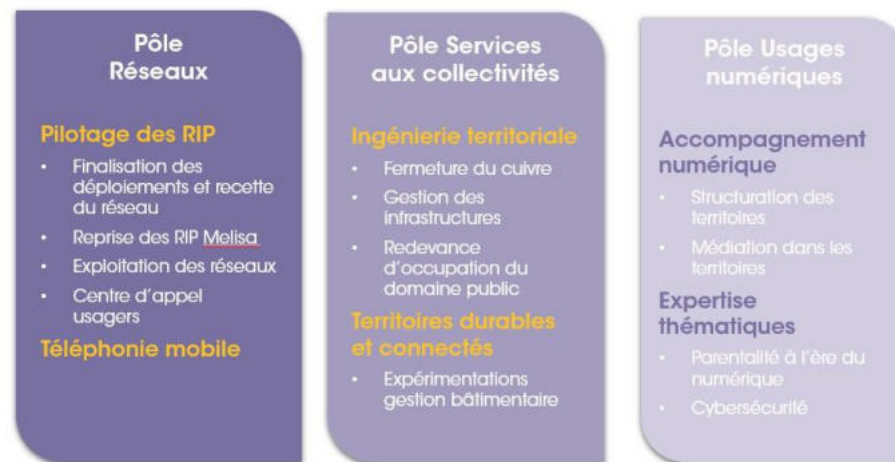 Pôle
Réseaux
Pilotage des RIP
• Finalisation des
déploiements et recette
du réseau
• Reprise des RIP Melisa
• Exploitation des réseaux
• Centre d'appel
usagers
Téléphonie mobile
Pôle Services
aux collectivités
Ingénierie territoriale
• Fermeture du cuivre
• Gestion des
infrastructures
• Redevance
d'occupation du
domaine public
Territoires durables
et connectés
• Expérimentations
gestion bâtimentaire
Pôle Usages
numériques
Accompagnement
numérique
• Structuration des
territoires
• Médiation dans les
territoires
Expertise
thématiques
• Parentalité à l'ère du
numérique
• Cybersécurité